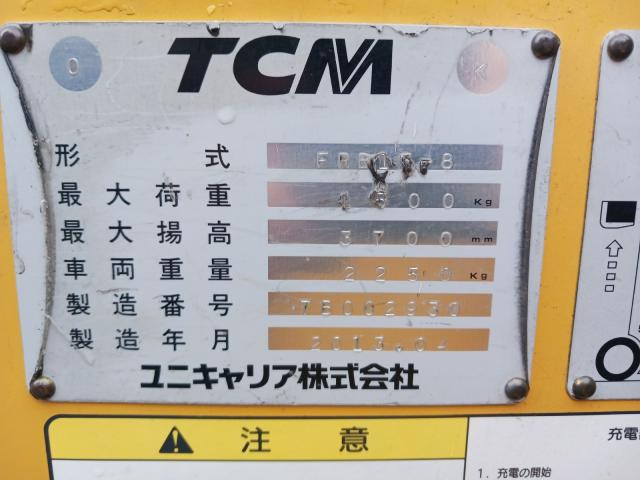 O TCM K
形式
最大荷重 Kg
最大揚高 3700 mm
車両重量 2250 Kg
製造番号
製造年月 2013.04
ユニキャリア株式会社
注意
充電
1. 充電の開始